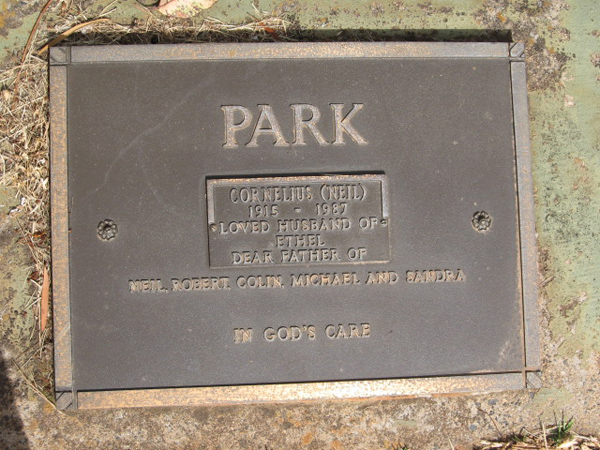 PARK
CORNELIUS (NEIL)
1915 - 1987
LOVED HUSBAND OF
ETHEL
DEAR FATHER OF
NEIL, ROBERT, COLIN, MICHAEL AND SANDRA
IN GOD'S CARE